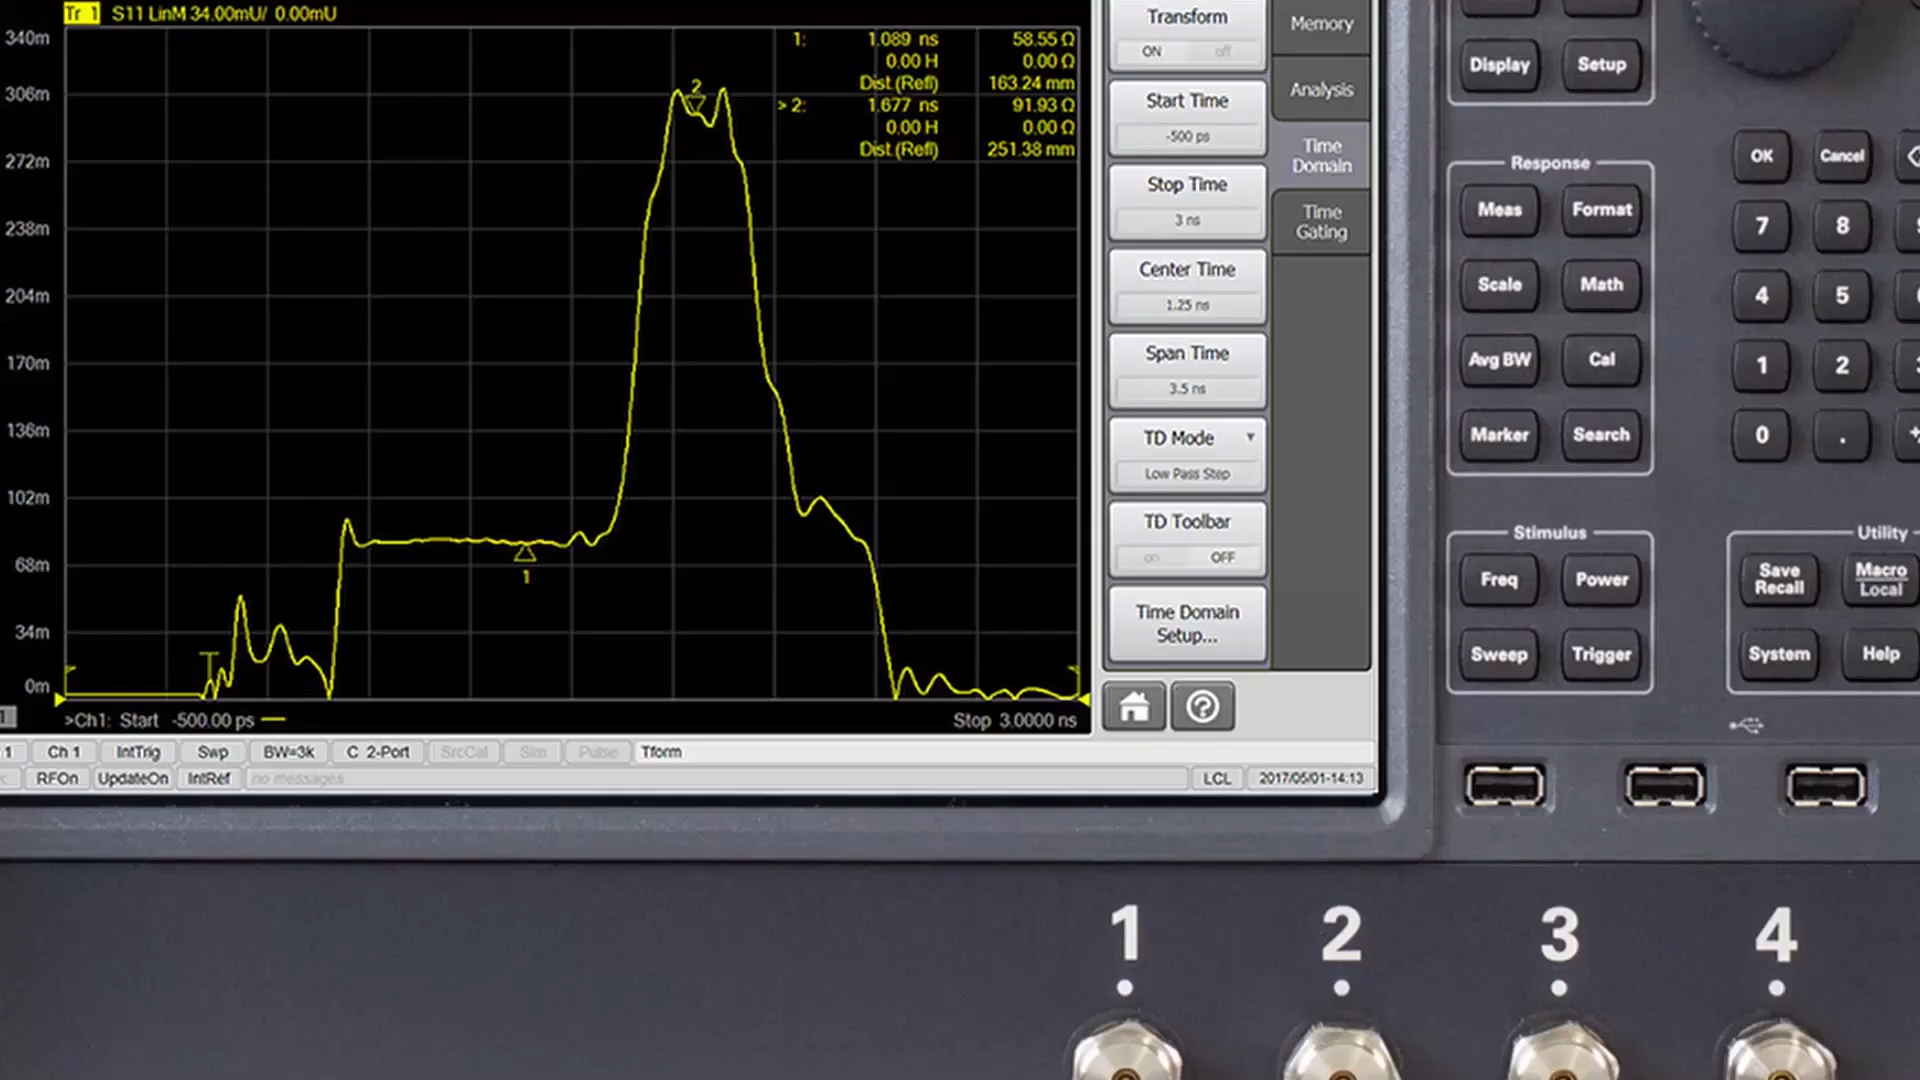 Tr 1 S11 LinM 34.00mU/ 0.00mU
340m
306m
272m
238m
204m
170m
136m
102m
68m
34m
0m
1: 1.089 ns 58.55 Ω
0.00 H 0.00 Ω
Dist.(Refl) 163.24 mm
> 2: 1.677 ns 91.93 Ω
0.00 H 0.00 Ω
Dist.(Refl) 251.38 mm
2
1
1
>Ch1: Start -500.00 ps
Stop 3.0000 ns
1 Ch 1 IntTrig Swp BW=3k C 2-Port SrcCal Sim Pulse Tform
RFOn UpdateOn IntRef no messages LCL 2017/05/01-14:13
Transform
ON off
Start Time
-500 ps
Stop Time
3 ns
Center Time
1.25 ns
Span Time
3.5 ns
TD Mode
Low Pass Step
TD Toolbar
on OFF
Time Domain
Setup...
Memory
Analysis
Time
Domain
Time
Gating
Display Setup
Response
Meas Format
Scale Math
Avg BW Cal
Marker Search
Stimulus
Freq Power
Sweep Trigger
OK Cancel
7 8
4 5
1 2
0 .
Utility
Save
Recall
Macro
Local
System Help
1 2 3 4